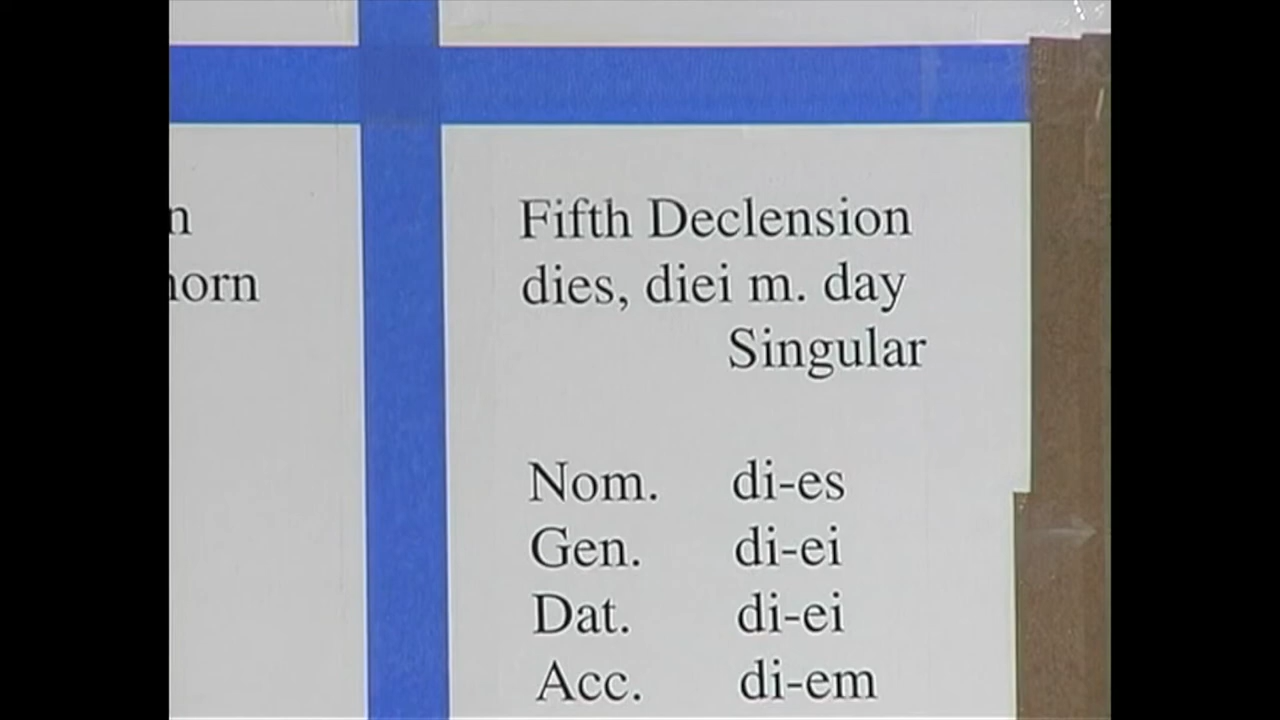 Fifth Declension
dies, diei m. day
Singular
Nom. di-es
Gen. di-ei
Dat. di-ei
Acc. di-em